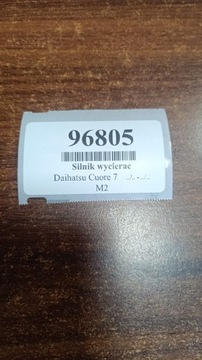 96805
Silnik wycierac
Daihatsu Cuore 7
M2